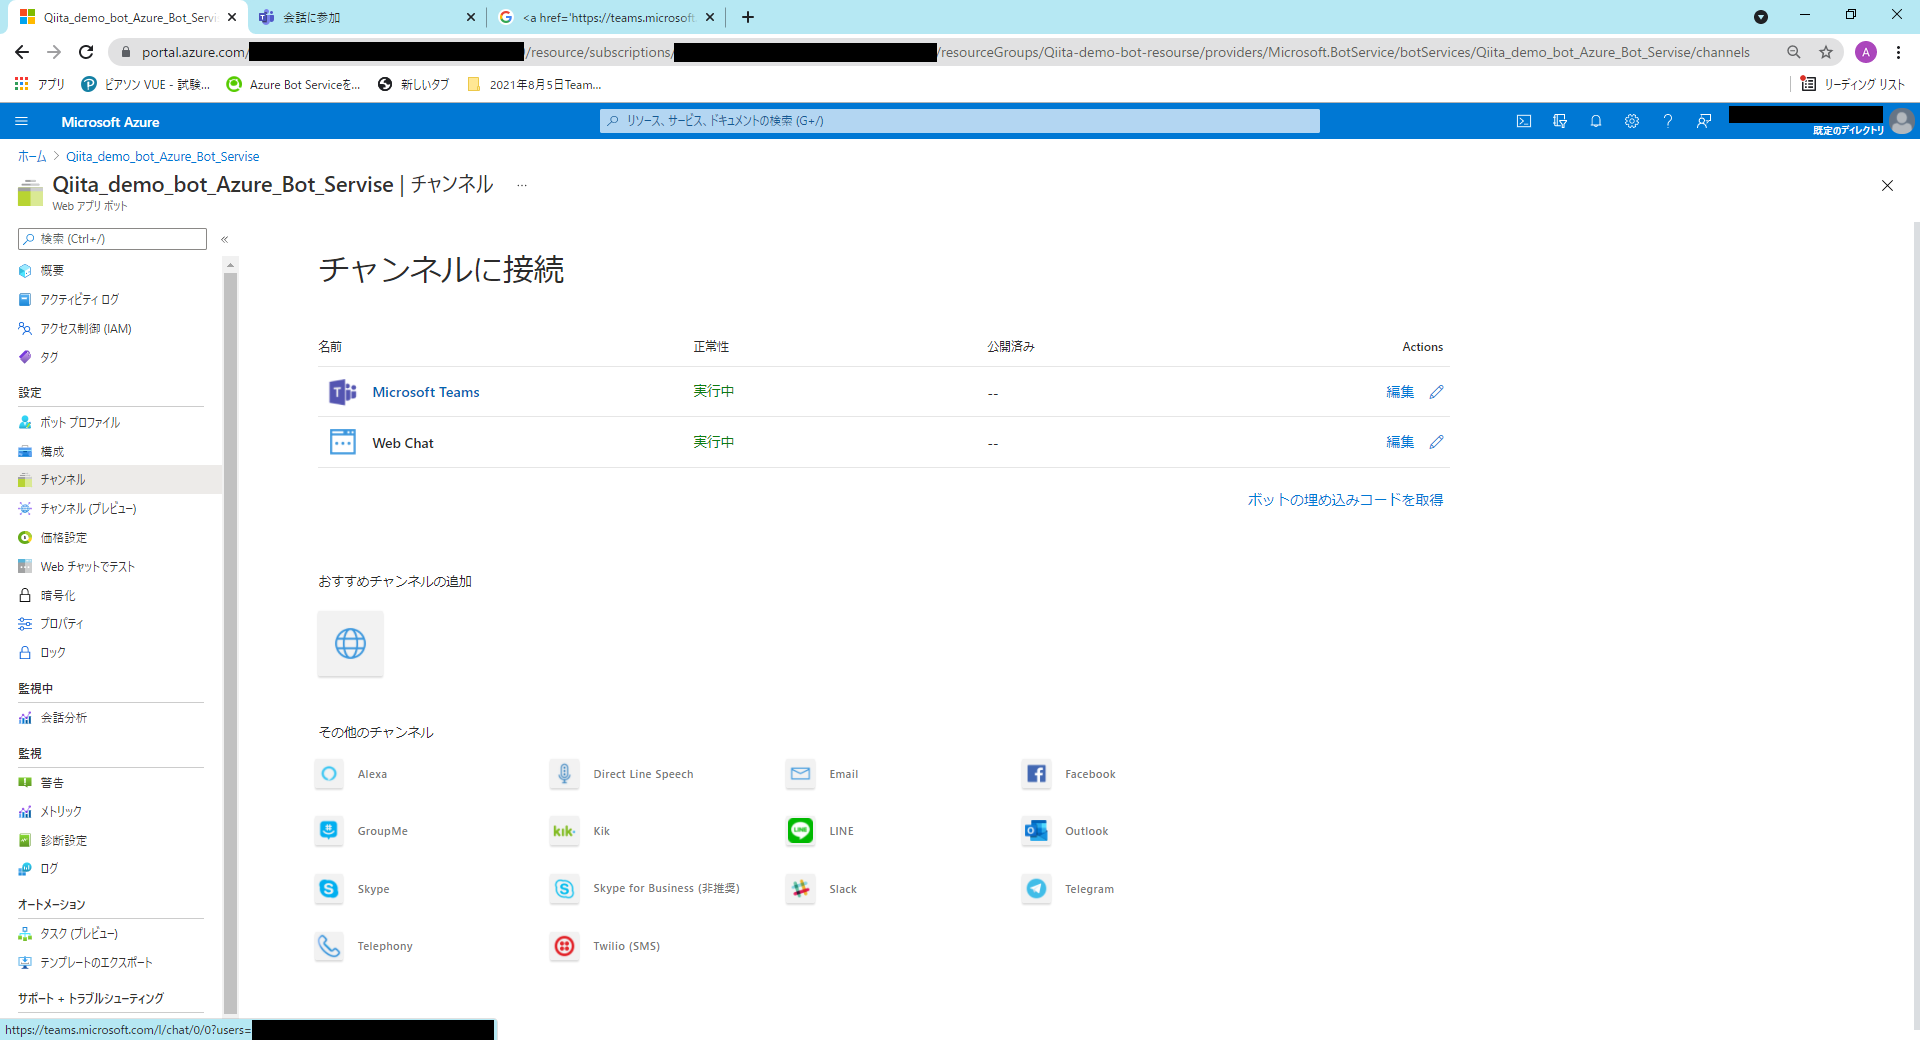 Qiita_demo_bot_Azure_Bot_Servi
会話に参加
<a href='https://teams.microsoft.
portal.azure.com/
/resource/subscriptions/
/resourceGroups/Qiita-demo-bot-resourse/providers/Microsoft.BotService/botServices/Qiita_demo_bot_Azure_Bot_Servise/channels
A
アプリ
ピアソン VUE - 試験...
Azure Bot Serviceを...
新しいタブ
2021年8月5日Team...
リーディング リスト
Microsoft Azure
リソース、サービス、ドキュメントの検索 (G+/)
既定のディレクトリ
ホーム > Qiita_demo_bot_Azure_Bot_Servise
Qiita_demo_bot_Azure_Bot_Servise | チャンネル ...
Web アプリ ボット
検索 (Ctrl+/)
概要
アクティビティ ログ
アクセス制御 (IAM)
タグ
設定
ボット プロファイル
構成
チャンネル
チャンネル (プレビュー)
価格設定
Web チャットでテスト
暗号化
プロパティ
ロック
監視中
会話分析
監視
警告
メトリック
診断設定
ログ
オートメーション
タスク (プレビュー)
テンプレートのエクスポート
サポート + トラブルシューティング
https://teams.microsoft.com/l/chat/0/0?users=
チャンネルに接続
名前 正常性 公開済み Actions
Microsoft Teams 実行中 -- 編集
Web Chat 実行中 -- 編集
ボットの埋め込みコードを取得
おすすめチャンネルの追加
その他のチャンネル
Alexa Direct Line Speech Email Facebook
GroupMe kik Kik LINE LINE Outlook
Skype Skype for Business (非推奨) Slack Telegram
Telephony Twilio (SMS)